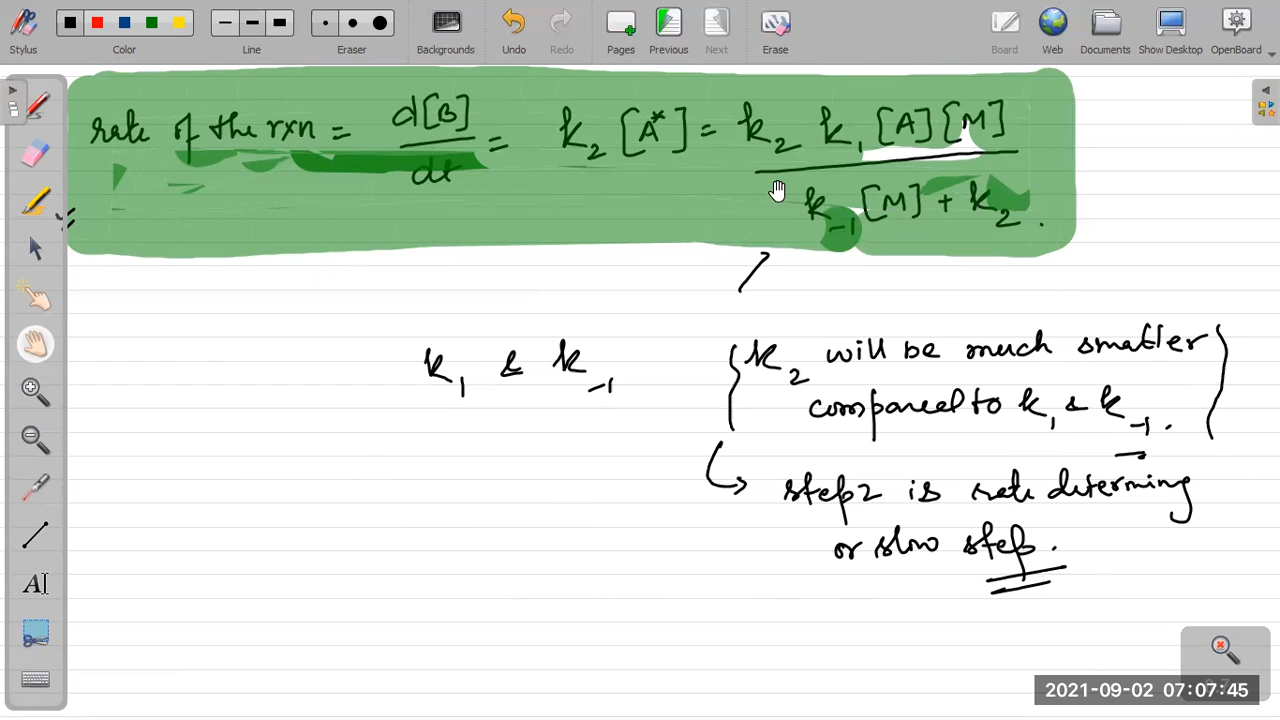 Stylus
Color
Line
Eraser
Backgrounds
Undo
Redo
Pages
Previous
Next
Erase
Board
Web
Documents
Show Desktop
OpenBoard
rate of the rxn = d[B]/dt = k₂ [A*] = k₂ k₁ [A][M] / k₋₁ [M] + k₂ .
k₁ & k₋₁
{ k₂ will be much smaller
compared to k₁ & k₋₁ . }
step 2 is rate determing
or slow step .
2021-09-02 07:07:45